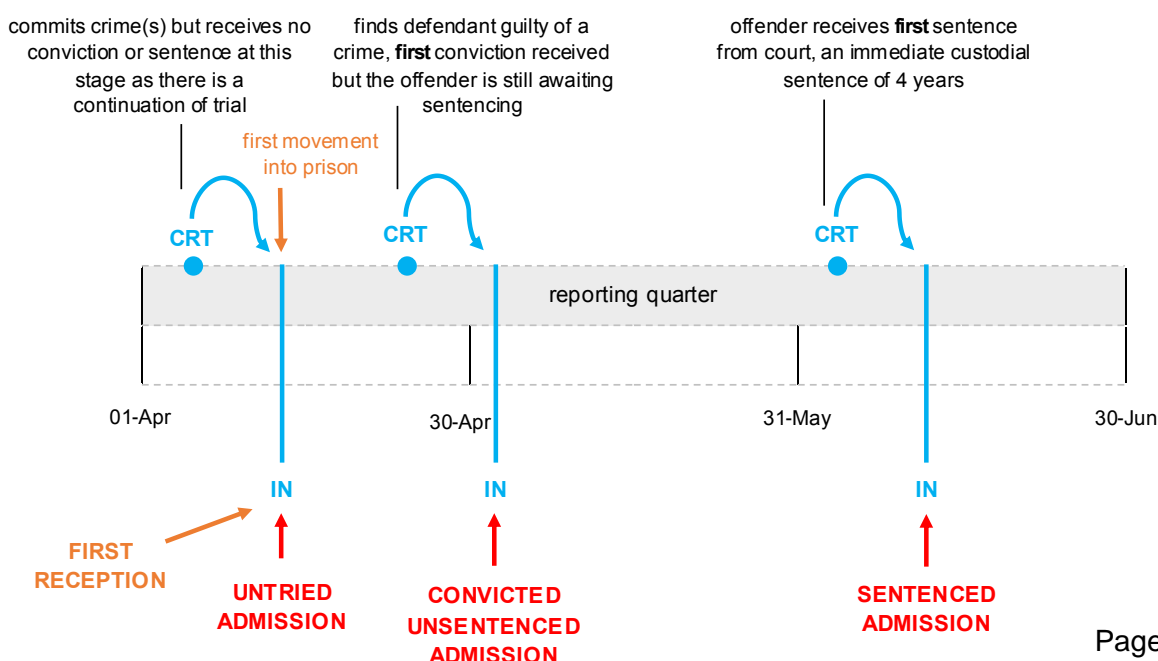 commits crime(s) but receives no
conviction or sentence at this
stage as there is a
continuation of trial
finds defendant guilty of a
crime, first conviction received
but the offender is still awaiting
sentencing
offender receives first sentence
from court, an immediate custodial
sentence of 4 years
first movement
into prison
CRT
CRT
CRT
reporting quarter
01-Apr
30-Apr
31-May
30-Jun
IN
IN
IN
FIRST
RECEPTION
UNTRIED
ADMISSION
CONVICTED
UNSENTENCED
ADMISSION
SENTENCED
ADMISSION
Page